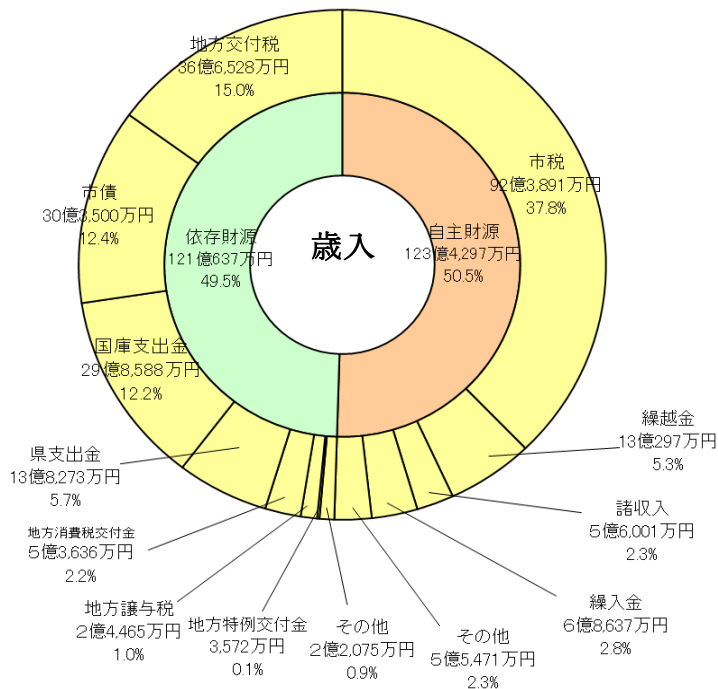 歳入
自主財源
123億4,297万円
50.5%
依存財源
121億637万円
49.5%
市税
92億3,891万円
37.8%
繰越金
13億297万円
5.3%
諸収入
5億6,001万円
2.3%
繰入金
6億8,637万円
2.8%
その他
5億5,471万円
2.3%
その他
2億2,075万円
0.9%
地方特例交付金
3,572万円
0.1%
地方譲与税
2億4,465万円
1.0%
地方消費税交付金
5億3,636万円
2.2%
県支出金
13億8,273万円
5.7%
国庫支出金
29億8,588万円
12.2%
市債
30億3,500万円
12.4%
地方交付税
36億6,528万円
15.0%